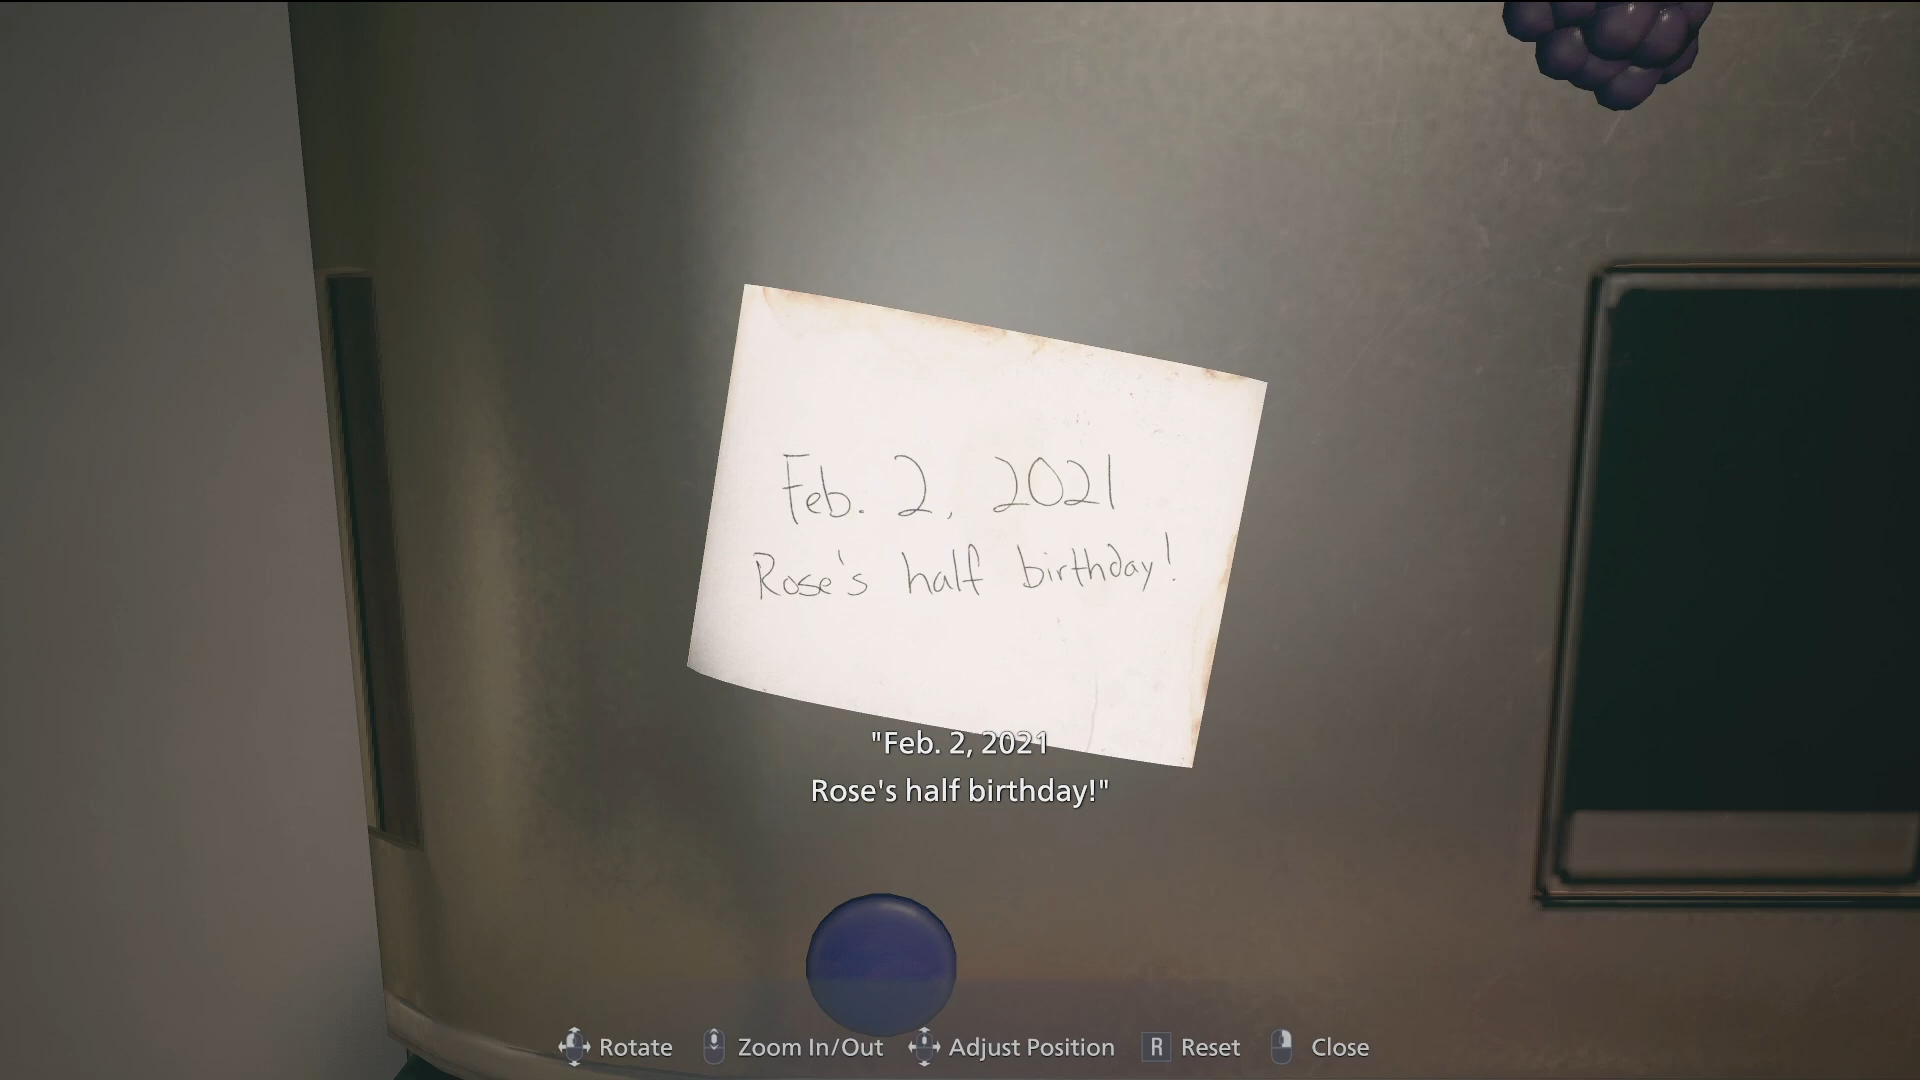 Feb. 2, 2021
Rose's half birthday!
"Feb. 2, 2021
Rose's half birthday!"
Rotate Zoom In/Out Adjust Position R Reset Close